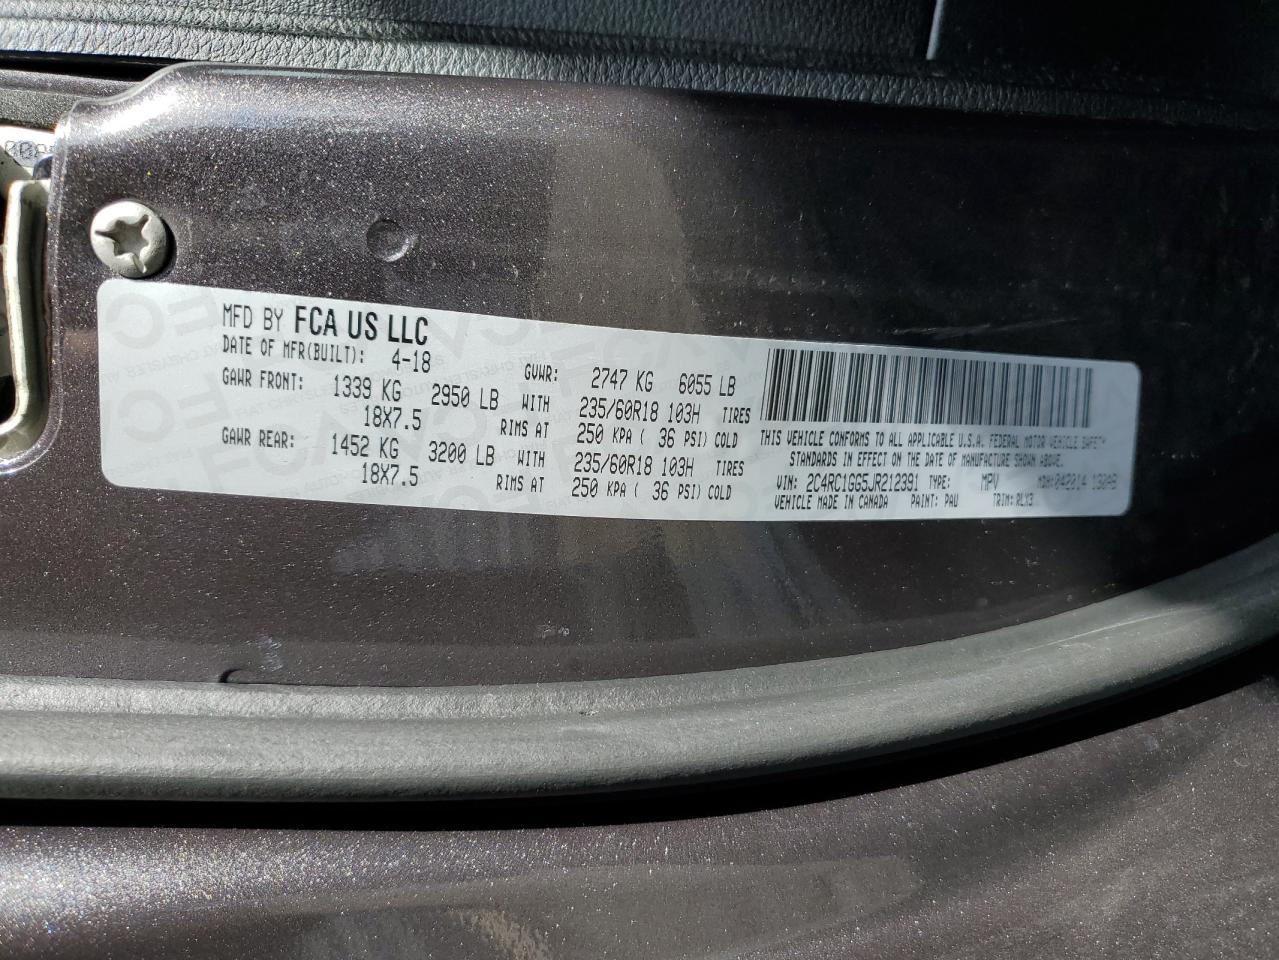 MFD BY FCA US LLC
DATE OF MFR(BUILT): 4-18 GVWR: 2747 KG 6055 LB
GAWR FRONT: 1339 KG 2950 LB WITH 235/60R18 103H TIRES
18X7.5 RIMS AT 250 KPA ( 36 PSI) COLD
GAWR REAR: 1452 KG 3200 LB WITH 235/60R18 103H TIRES
18X7.5 RIMS AT 250 KPA ( 36 PSI) COLD
THIS VEHICLE CONFORMS TO ALL APPLICABLE U.S.A. FEDERAL MOTOR VEHICLE SAFETY
STANDARDS IN EFFECT ON THE DATE OF MANUFACTURE SHOWN ABOVE.
VIN: 2C4RC1GG5JR212391 TYPE: MPV MDH: 042014 130AB
VEHICLE MADE IN CANADA PAINT: PAU TRIM: RLX3